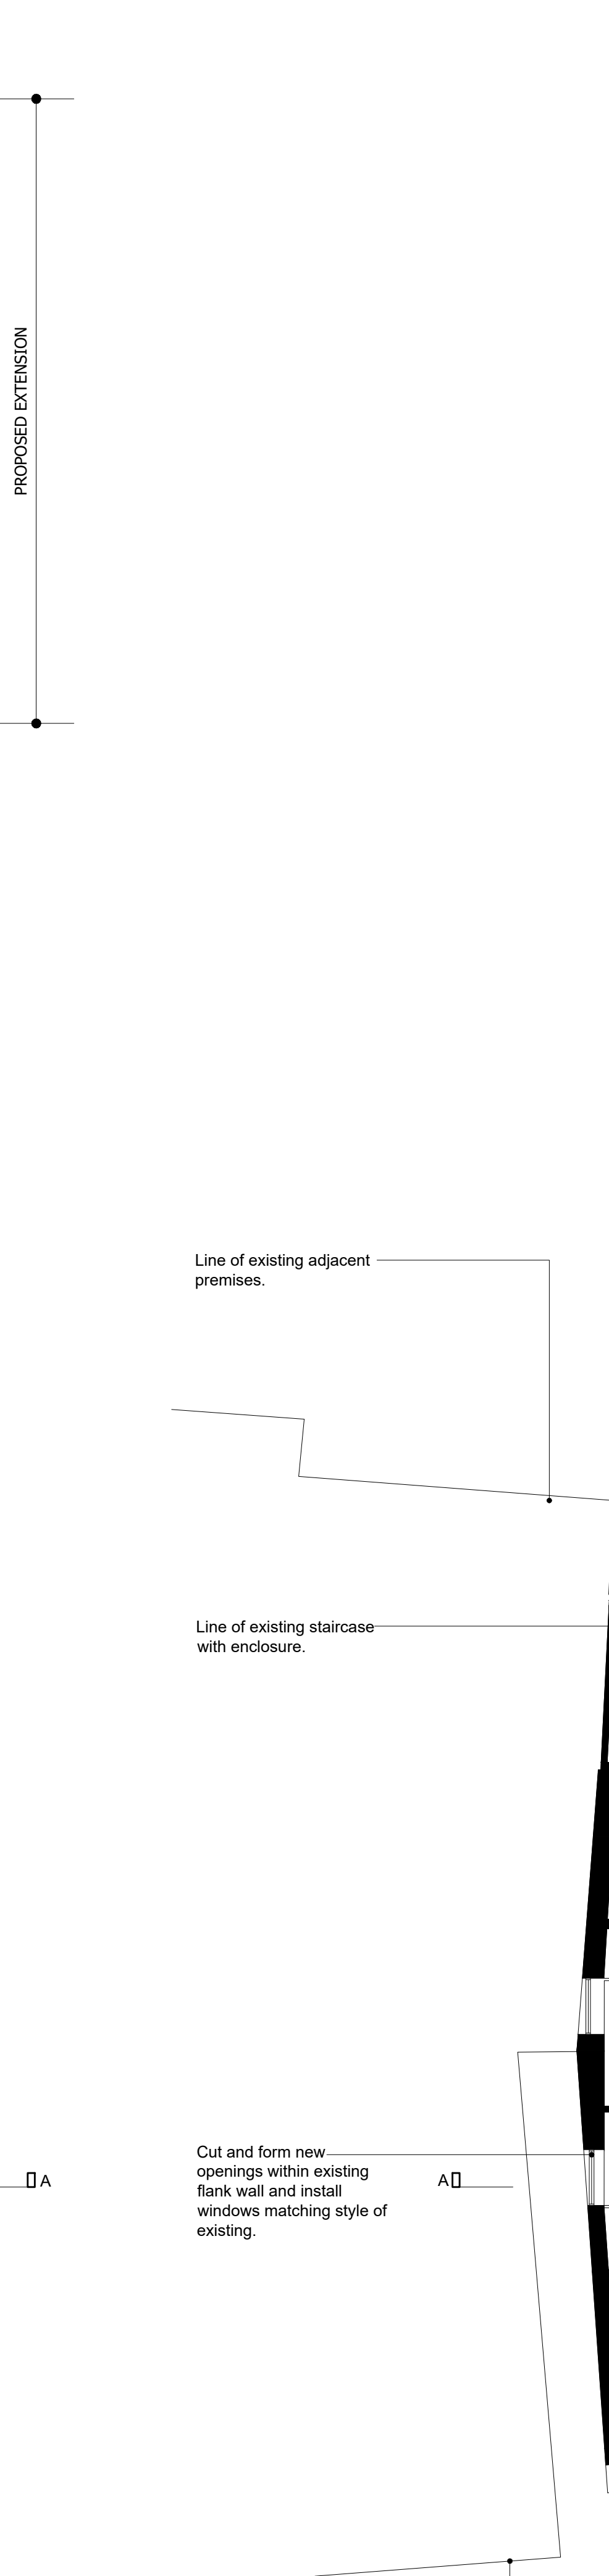 PROPOSED EXTENSION
Line of existing adjacent
premises.
Line of existing staircase
with enclosure.
Cut and form new
openings within existing
flank wall and install
windows matching style of
existing.
A
A